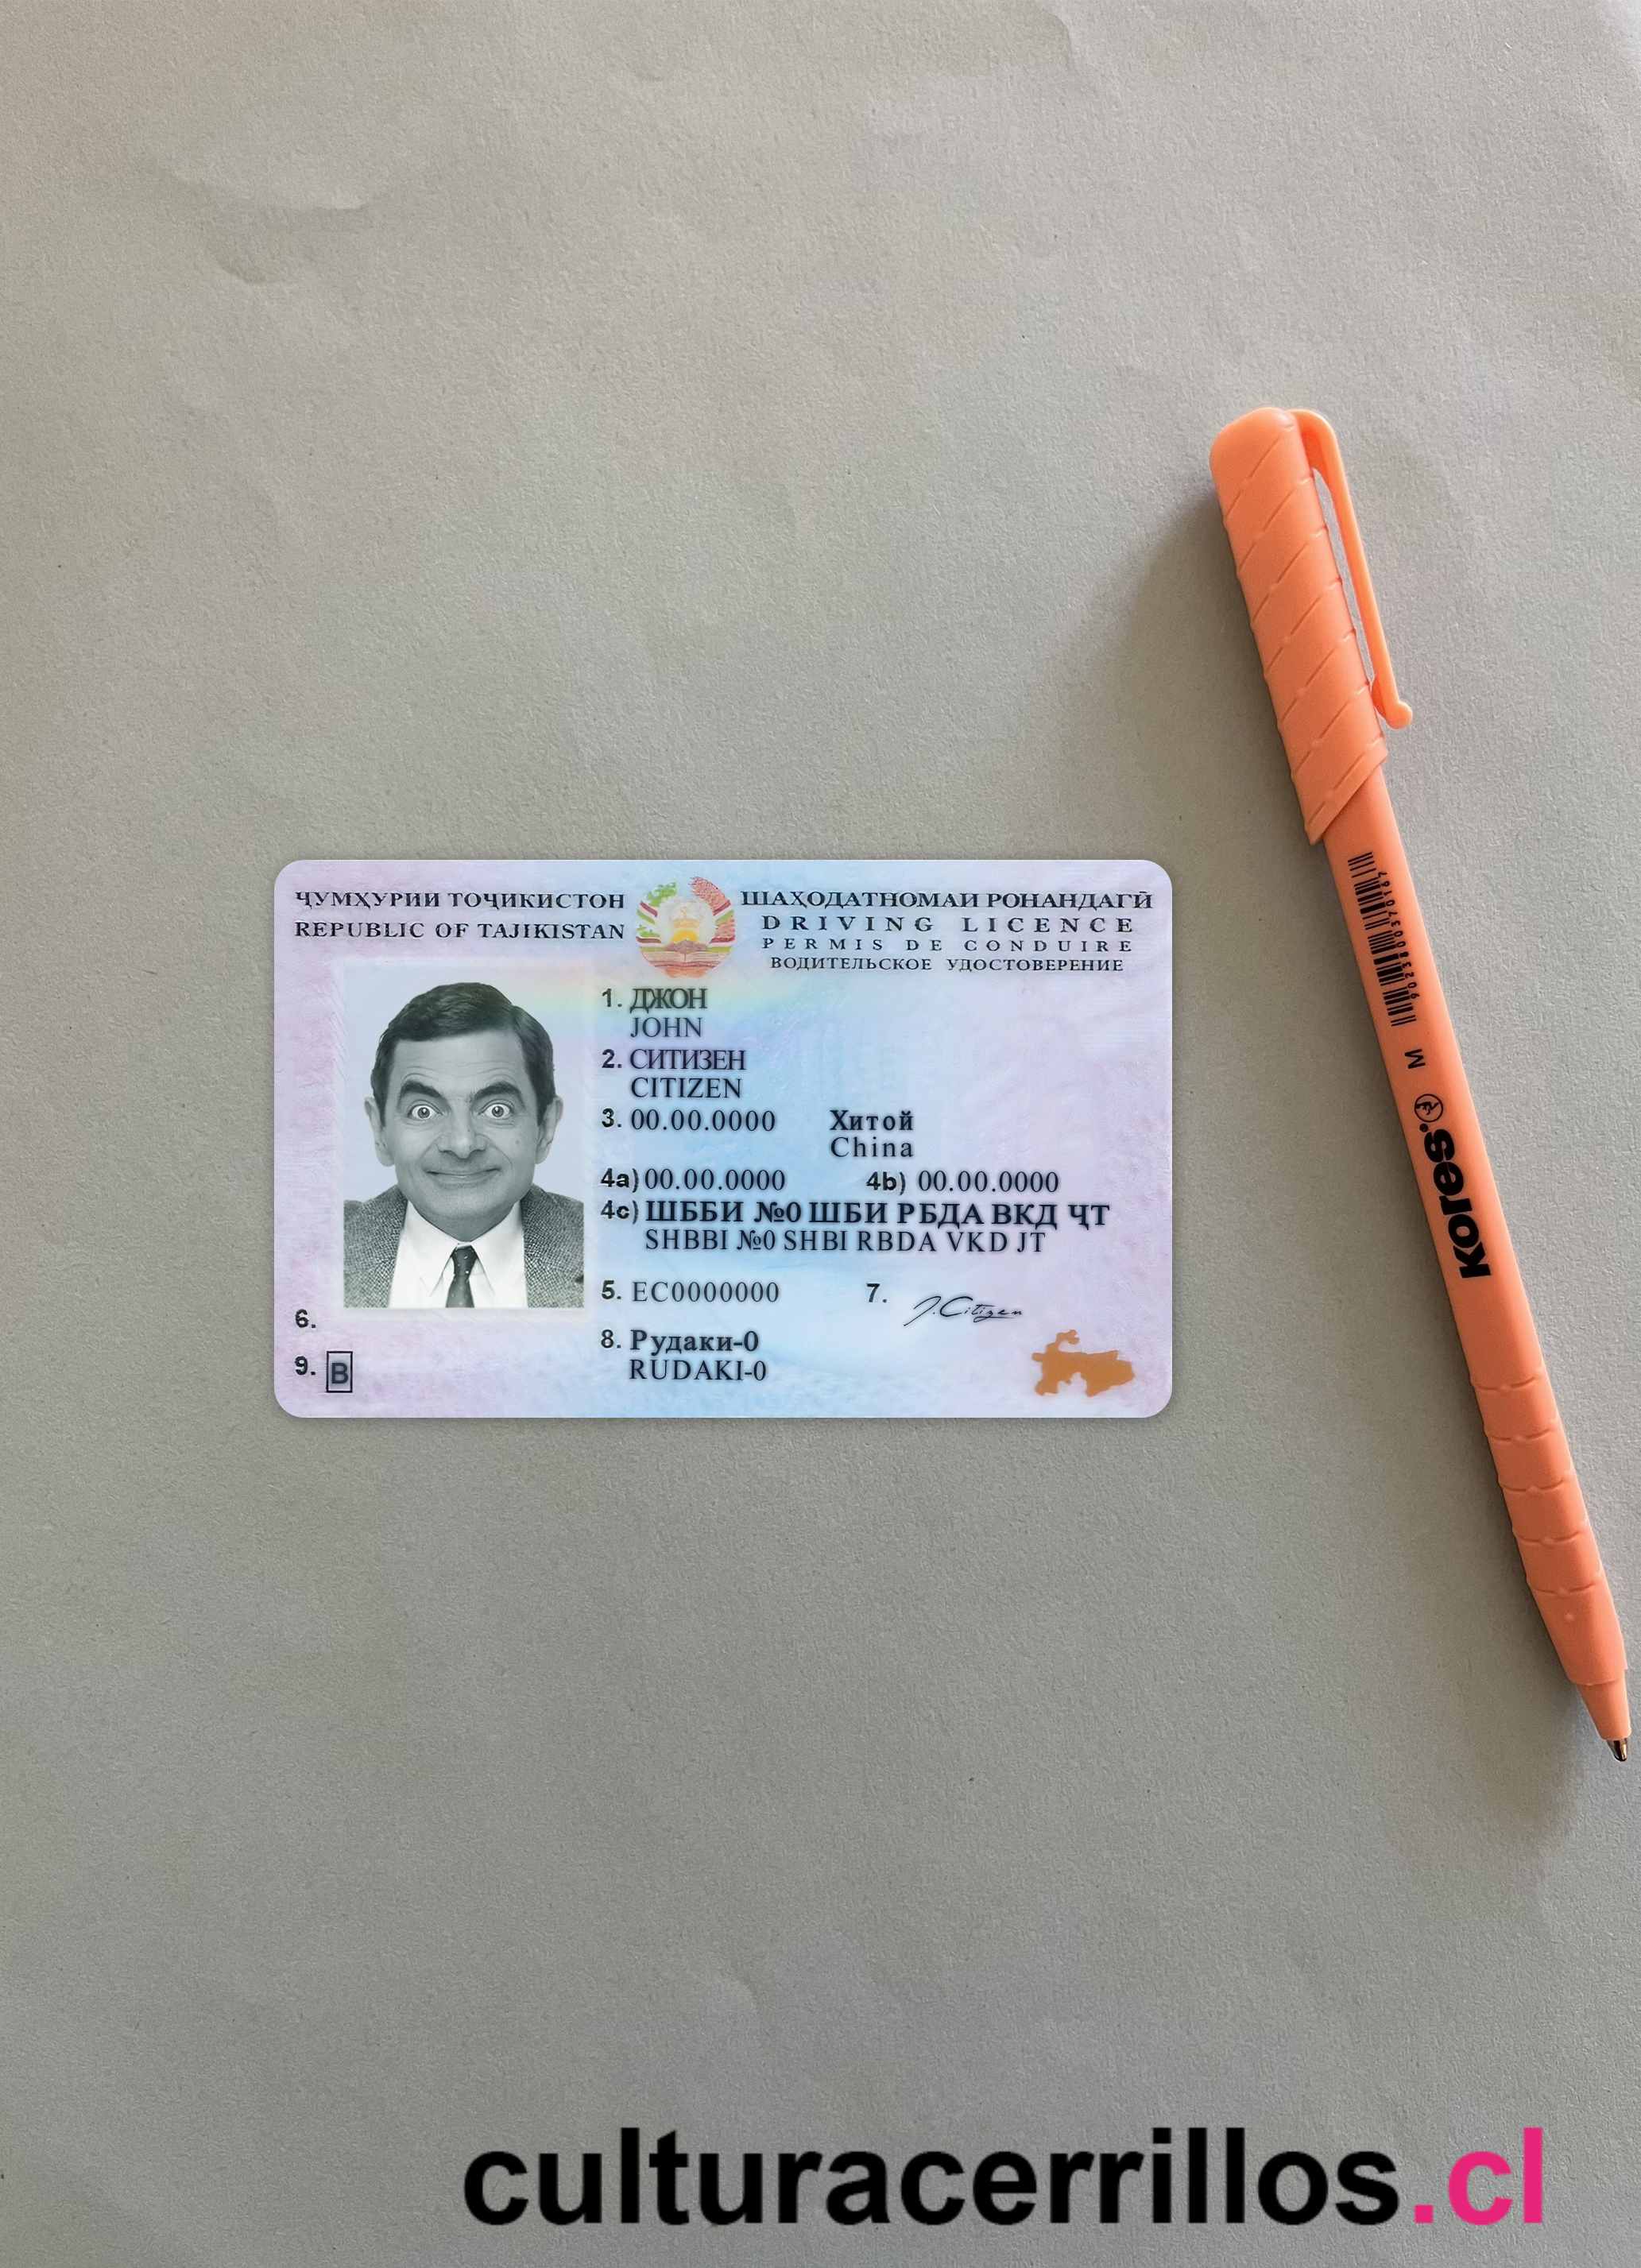 ҶУМҲУРИИ ТОҶИКИСТОН
REPUBLIC OF TAJIKISTAN
ШАҲОДАТНОМАИ РОНАНДАГӢ
DRIVING LICENCE
PERMIS DE CONDUIRE
ВОДИТЕЛЬСКОЕ УДОСТОВЕРЕНИЕ
1. ДЖОН
JOHN
2. СИТИЗЕН
CITIZEN
3. 00.00.0000 Хитой
China
4a) 00.00.0000 4b) 00.00.0000
4c) ШББИ №0 ШБИ РБДА ВКД ҶТ
SHBBI №0 SHBI RBDA VKD JT
5. EC0000000 7. J.Citizen
6.
8. Рудаки-0
RUDAKI-0
9. B
Kores
M
culturacerrillos.cl